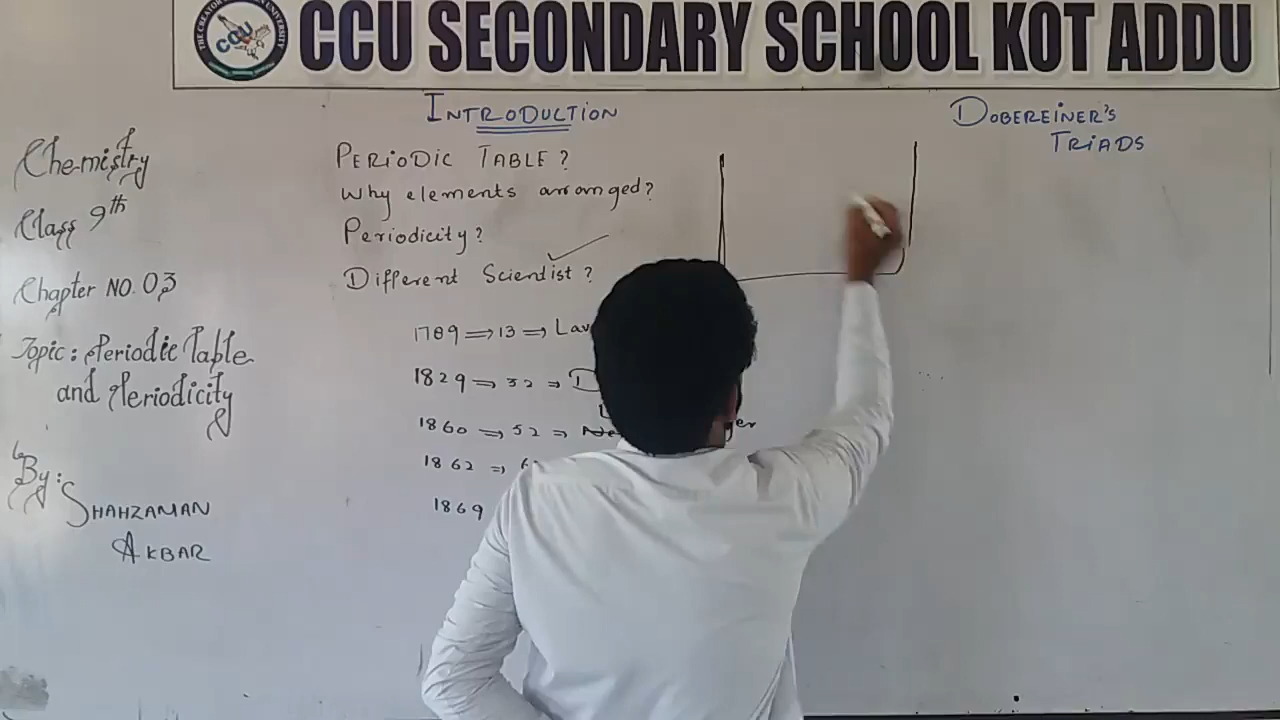 CCU SECONDARY SCHOOL KOT ADDU
CCU
Chemistry
Class 9th
Chapter NO. 03
Topic: Periodic Table
and Periodicity
By:
SHAHZAMAN
AKBAR
INTRODUCTION
PERIODIC TABLE?
Why elements arranged?
Periodicity?
Different Scientist?
1789 ⇒ 13 ⇒ Lav
1829 ⇒ 32 ⇒ D
1860 ⇒ 52 ⇒
1862 ⇒ 6
1869
DOBEREINER'S
TRIADS